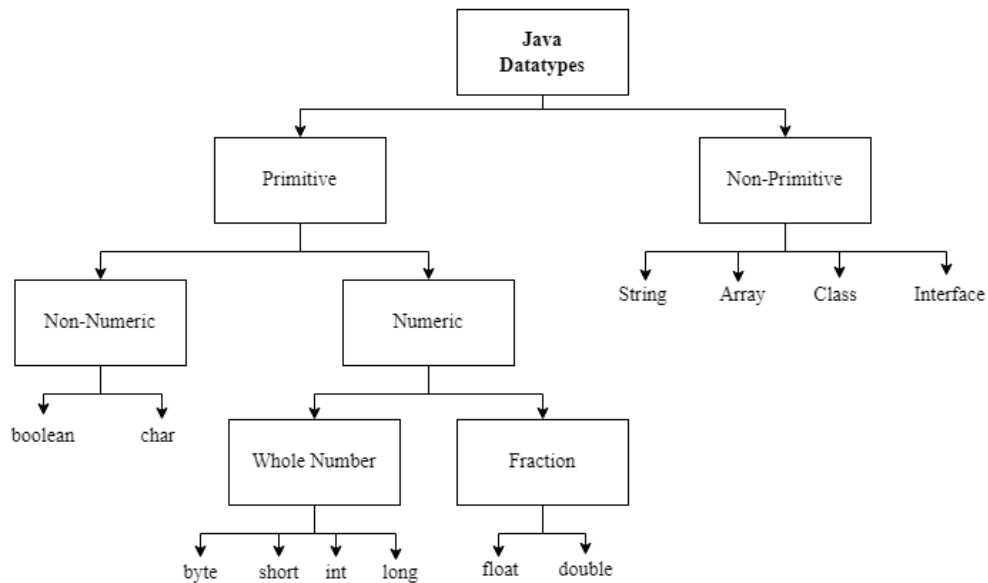 Java
Datatypes
Primitive
Non-Primitive
String
Array
Class
Interface
Non-Numeric
Numeric
boolean
char
Whole Number
Fraction
byte
short
int
long
float
double